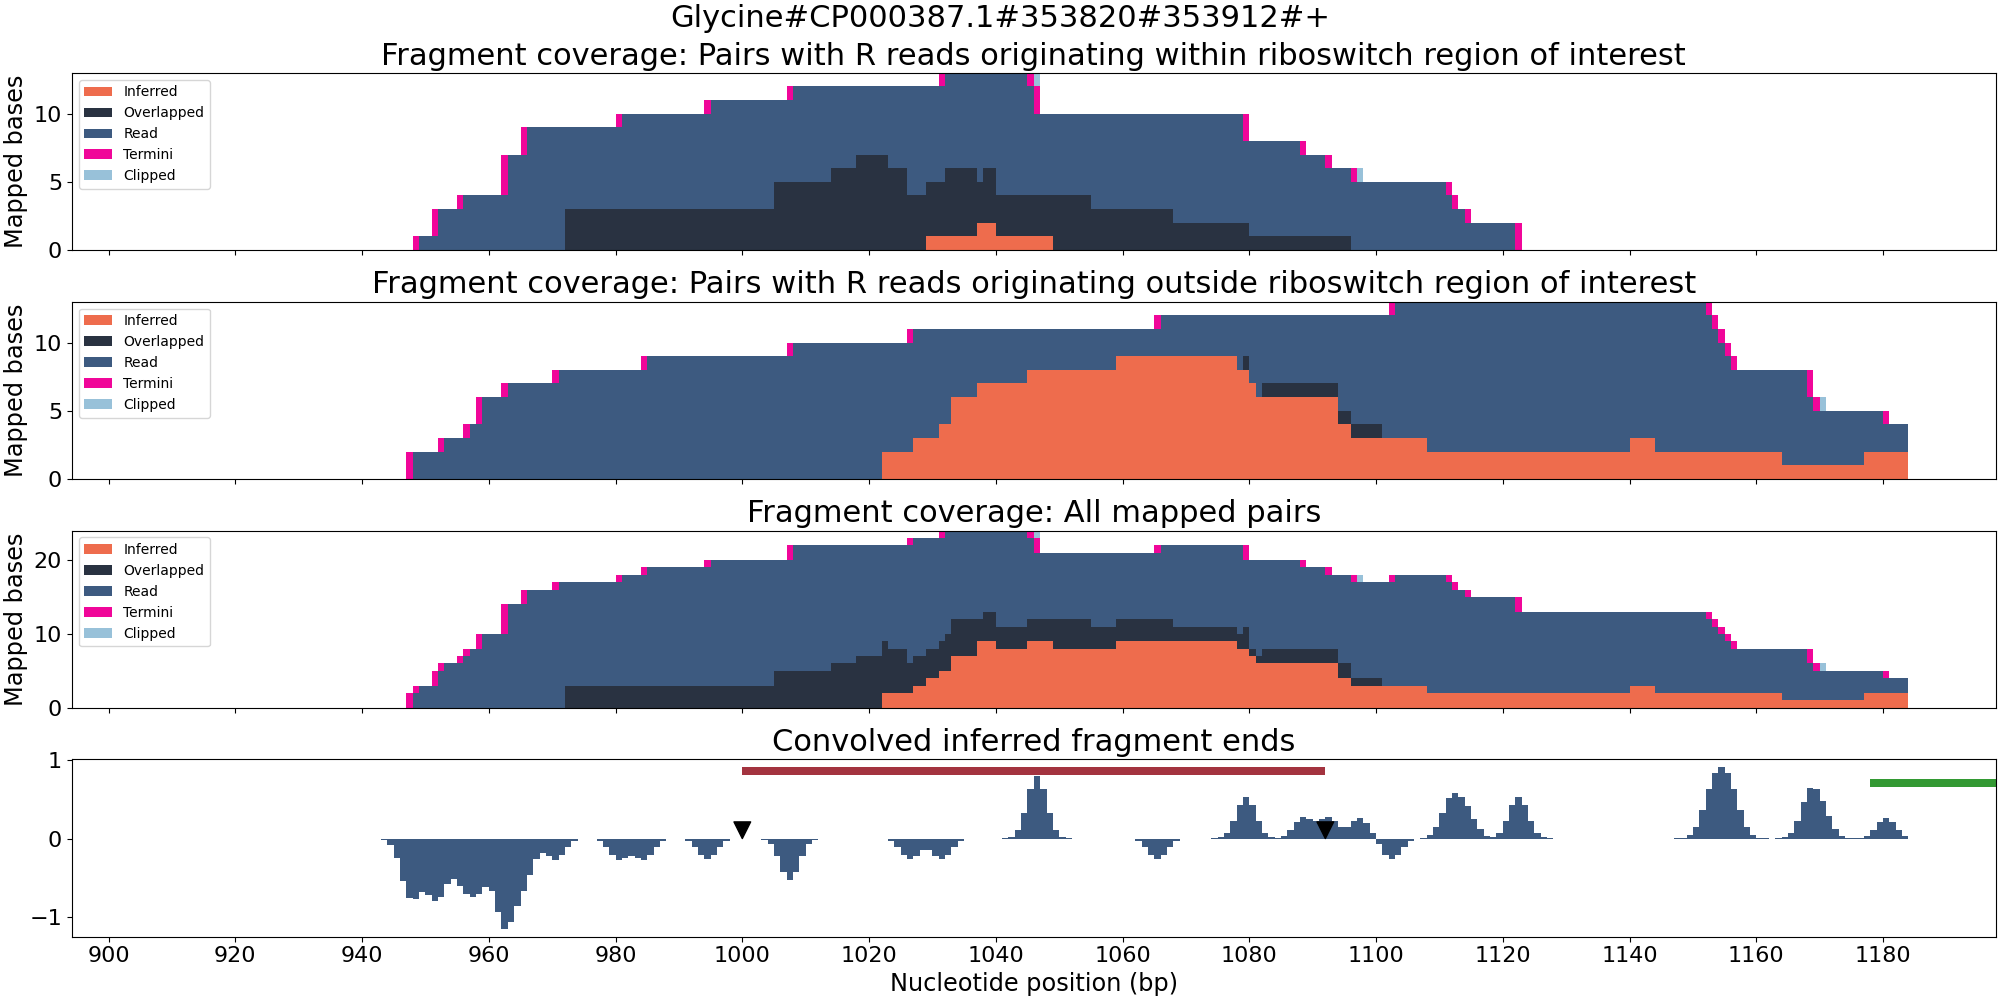 Glycine#CP000387.1#353820#353912#+
Fragment coverage: Pairs with R reads originating within riboswitch region of interest
Mapped bases
10
5
0
Inferred
Overlapped
Read
Termini
Clipped
Fragment coverage: Pairs with R reads originating outside riboswitch region of interest
Mapped bases
10
5
0
Inferred
Overlapped
Read
Termini
Clipped
Fragment coverage: All mapped pairs
Mapped bases
20
10
0
Inferred
Overlapped
Read
Termini
Clipped
Convolved inferred fragment ends
1
0
−1
900 920 940 960 980 1000 1020 1040 1060 1080 1100 1120 1140 1160 1180
Nucleotide position (bp)